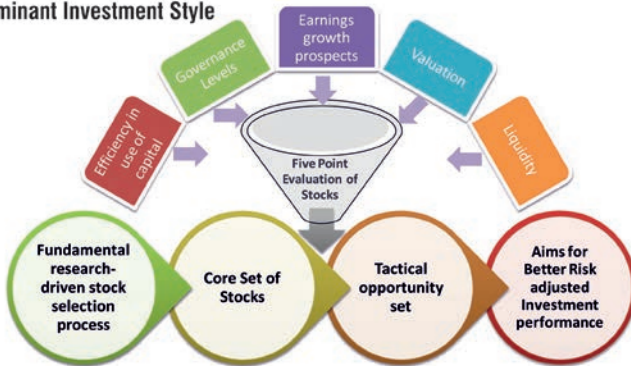 minant Investment Style
Earnings
growth
prospects
Governance
Levels
Valuation
Efficiency in
use of
capital
Liquidity
Five Point
Evaluation of
Stocks
Fundamental
research-
driven stock
selection
process
Core Set of
Stocks
Tactical
opportunity
set
Aims for
Better Risk
adjusted
Investment
performance